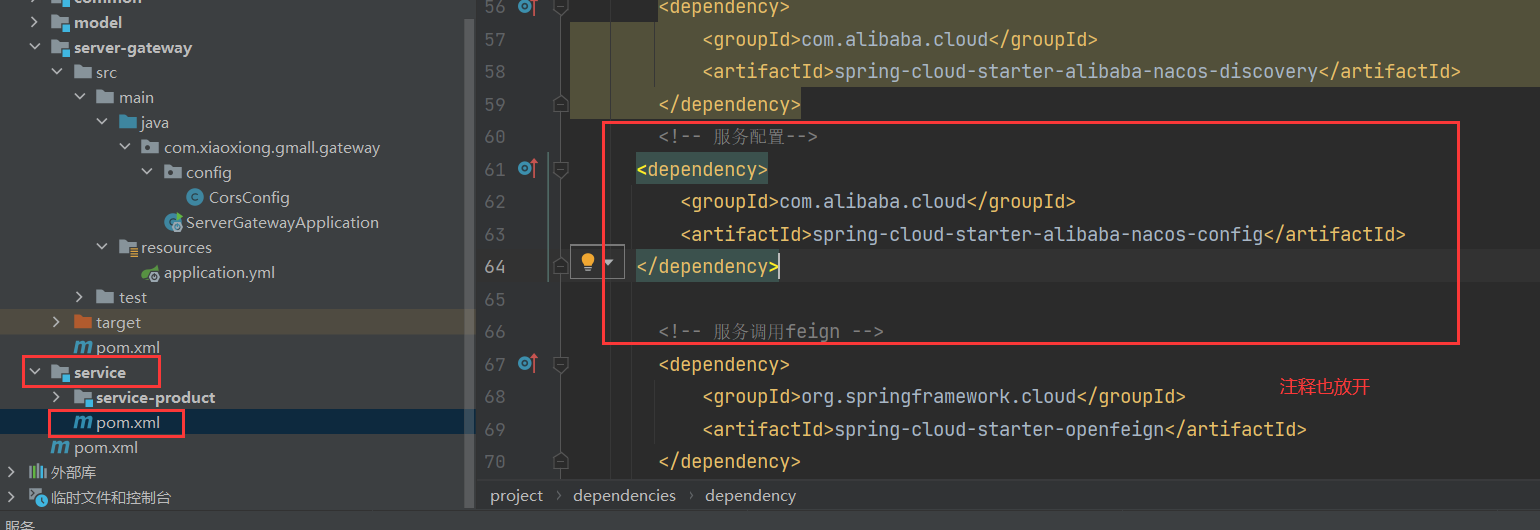 common
model
server-gateway
src
main
java
com.xiaoxiong.gmall.gateway
config
CorsConfig
ServerGatewayApplication
resources
application.yml
test
target
pom.xml
service
service-product
pom.xml
pom.xml
外部库
临时文件和控制台
服务
56 <dependency>
57 <groupId>com.alibaba.cloud</groupId>
58 <artifactId>spring-cloud-starter-alibaba-nacos-discovery</artifactId>
59 </dependency>
60 <!-- 服务配置-->
61 <dependency>
62 <groupId>com.alibaba.cloud</groupId>
63 <artifactId>spring-cloud-starter-alibaba-nacos-config</artifactId>
64 </dependency>
65
66 <!-- 服务调用feign -->
67 <dependency>
68 <groupId>org.springframework.cloud</groupId>
注释也放开
69 <artifactId>spring-cloud-starter-openfeign</artifactId>
70 </dependency>
project › dependencies › dependency